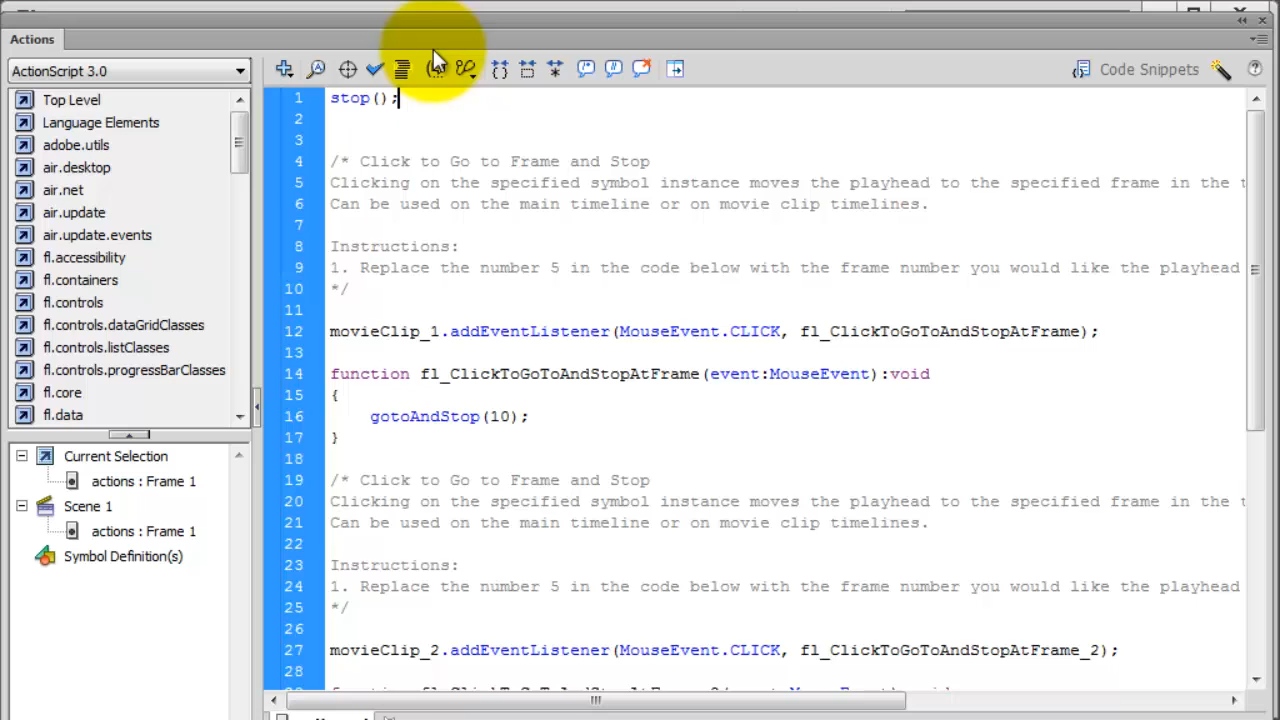 Actions
ActionScript 3.0
Code Snippets
Top Level
Language Elements
adobe.utils
air.desktop
air.net
air.update
air.update.events
fl.accessibility
fl.containers
fl.controls
fl.controls.dataGridClasses
fl.controls.listClasses
fl.controls.progressBarClasses
fl.core
fl.data
Current Selection
actions : Frame 1
Scene 1
actions : Frame 1
Symbol Definition(s)
1 stop();
2
3
4 /* Click to Go to Frame and Stop
5 Clicking on the specified symbol instance moves the playhead to the specified frame in the t
6 Can be used on the main timeline or on movie clip timelines.
7
8 Instructions:
9 1. Replace the number 5 in the code below with the frame number you would like the playhead
10 */
11
12 movieClip_1.addEventListener(MouseEvent.CLICK, fl_ClickToGoToAndStopAtFrame);
13
14 function fl_ClickToGoToAndStopAtFrame(event:MouseEvent):void
15 {
16 gotoAndStop(10);
17 }
18
19 /* Click to Go to Frame and Stop
20 Clicking on the specified symbol instance moves the playhead to the specified frame in the t
21 Can be used on the main timeline or on movie clip timelines.
22
23 Instructions:
24 1. Replace the number 5 in the code below with the frame number you would like the playhead
25 */
26
27 movieClip_2.addEventListener(MouseEvent.CLICK, fl_ClickToGoToAndStopAtFrame_2);
28